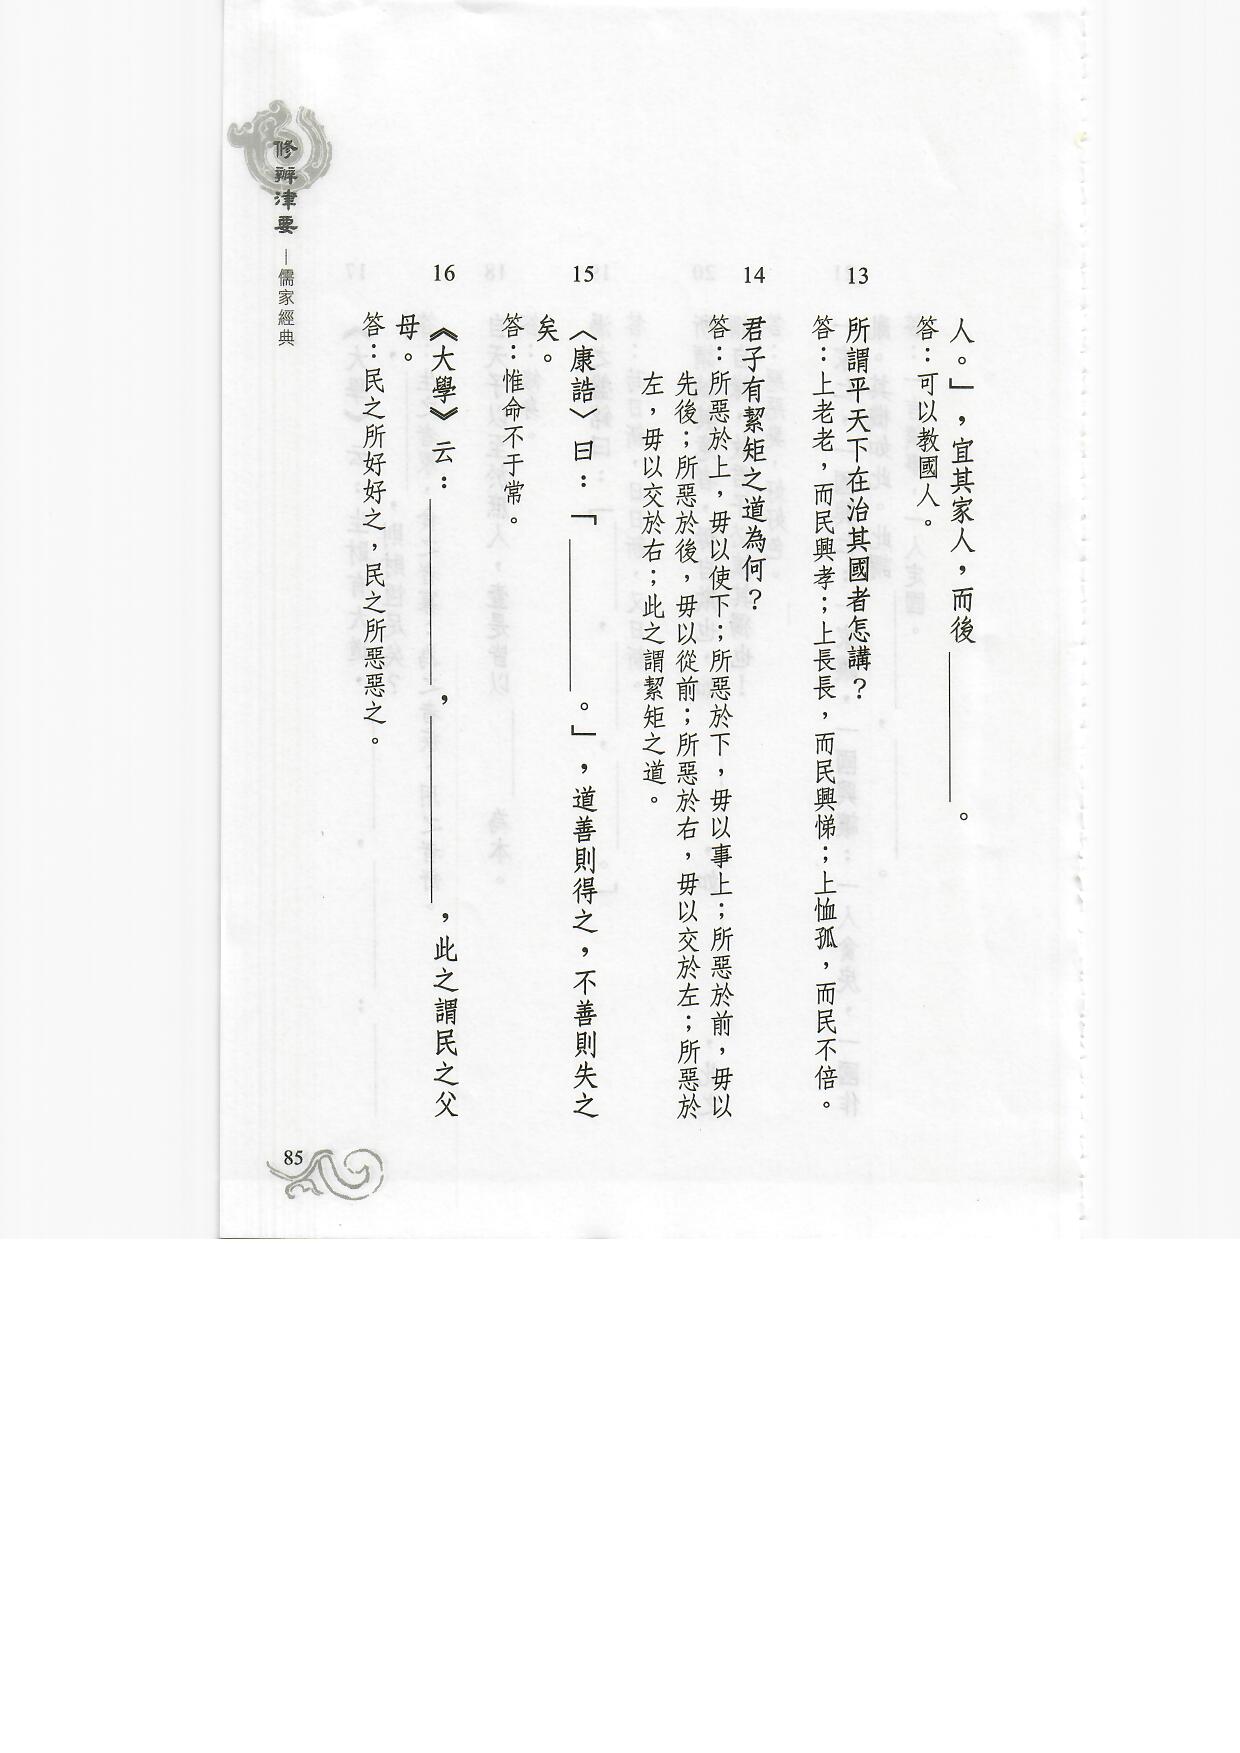 人。」，宜其家人，而後＿＿＿＿＿。
答：可以教國人。
13 所謂平天下在治其國者怎講？
答：上老老，而民興孝；上長長，而民興悌；上恤孤，而民不倍。
14 君子有絜矩之道為何？
答：所惡於上，毋以使下；所惡於下，毋以事上；所惡於前，毋以
先後；所惡於後，毋以從前；所惡於右，毋以交於左；所惡於
左，毋以交於右；此之謂絜矩之道。
15 〈康誥〉曰：「＿＿＿＿＿。」，道善則得之，不善則失之
矣。
答：惟命不于常。
16 《大學》云：＿＿＿＿＿＿，＿＿＿＿＿＿，此之謂民之父
母。
答：民之所好好之，民之所惡惡之。
修辦津要
—儒家經典
85